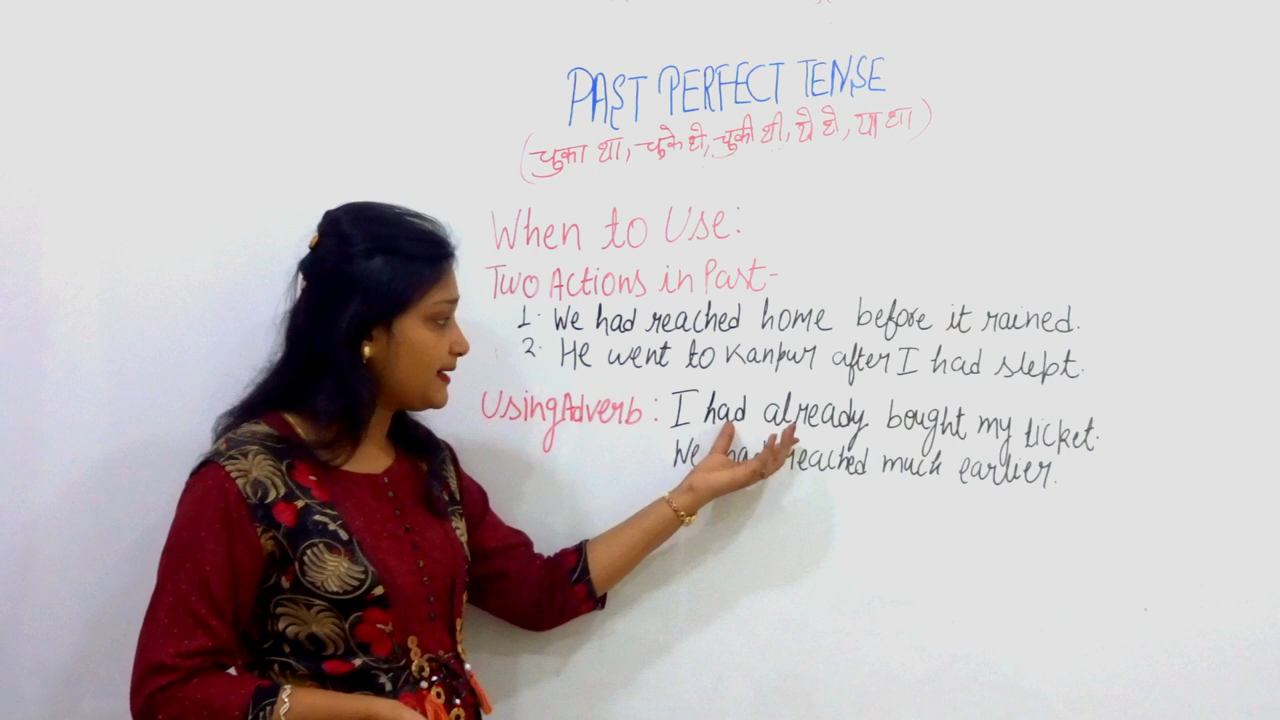 PAST PERFECT TENSE
(चुका था, चुके थे, चुकी थी, ये थे, या था)
When to Use:
Two Actions in Past-
1. We had reached home before it rained.
2. He went to Kanpur after I had slept.
Using Adverb : I had already bought my ticket.
We had reached much earlier.